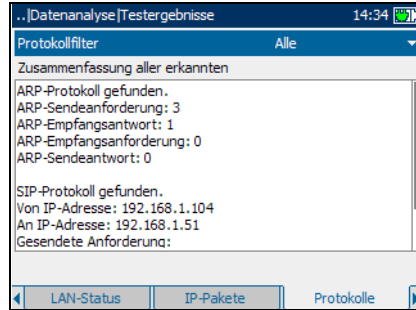 ..|Datenanalyse|Testergebnisse 14:34
Protokollfilter Alle
Zusammenfassung aller erkannten
ARP-Protokoll gefunden.
ARP-Sendeanforderung: 3
ARP-Empfangsantwort: 1
ARP-Empfangsanforderung: 0
ARP-Sendeantwort: 0
SIP-Protokoll gefunden.
Von IP-Adresse: 192.168.1.104
An IP-Adresse: 192.168.1.51
Gesendete Anforderung:
LAN-Status IP-Pakete Protokolle